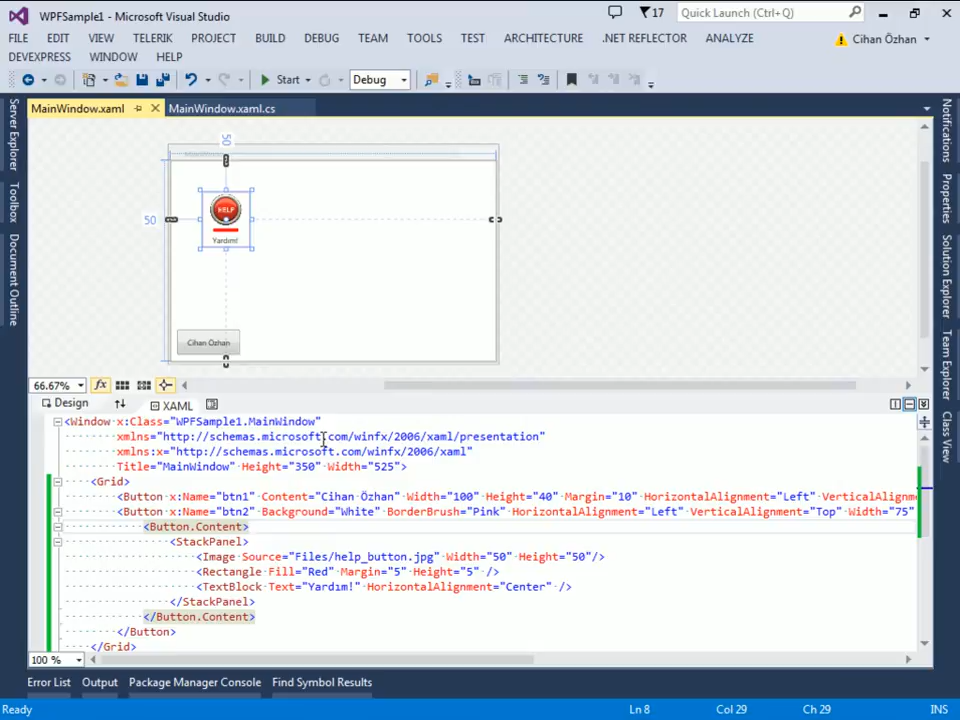 WPFSample1 - Microsoft Visual Studio
17
Quick Launch (Ctrl+Q)
FILE EDIT VIEW TELERIK PROJECT BUILD DEBUG TEAM TOOLS TEST ARCHITECTURE .NET REFLECTOR ANALYZE
Cihan Özhan
DEVEXPRESS WINDOW HELP
Start
Debug
MainWindow.xaml
MainWindow.xaml.cs
Server Explorer
Toolbox
Document Outline
50
MainWindow
HELP
50
Yardım!
Cihan Özhan
Notifications
Properties
Solution Explorer
Team Explorer
Class View
66.67%
fx
Design
XAML
<Window x:Class="WPFSample1.MainWindow"
xmlns="http://schemas.microsoft.com/winfx/2006/xaml/presentation"
xmlns:x="http://schemas.microsoft.com/winfx/2006/xaml"
Title="MainWindow" Height="350" Width="525">
<Grid>
<Button x:Name="btn1" Content="Cihan Özhan" Width="100" Height="40" Margin="10" HorizontalAlignment="Left" VerticalAlignm
<Button x:Name="btn2" Background="White" BorderBrush="Pink" HorizontalAlignment="Left" VerticalAlignment="Top" Width="75"
<Button.Content>
<StackPanel>
<Image Source="Files/help_button.jpg" Width="50" Height="50"/>
<Rectangle Fill="Red" Margin="5" Height="5" />
<TextBlock Text="Yardım!" HorizontalAlignment="Center" />
</StackPanel>
</Button.Content>
</Button>
</Grid>
100 %
Error List Output Package Manager Console Find Symbol Results
Ready
Ln 8
Col 29
Ch 29
INS